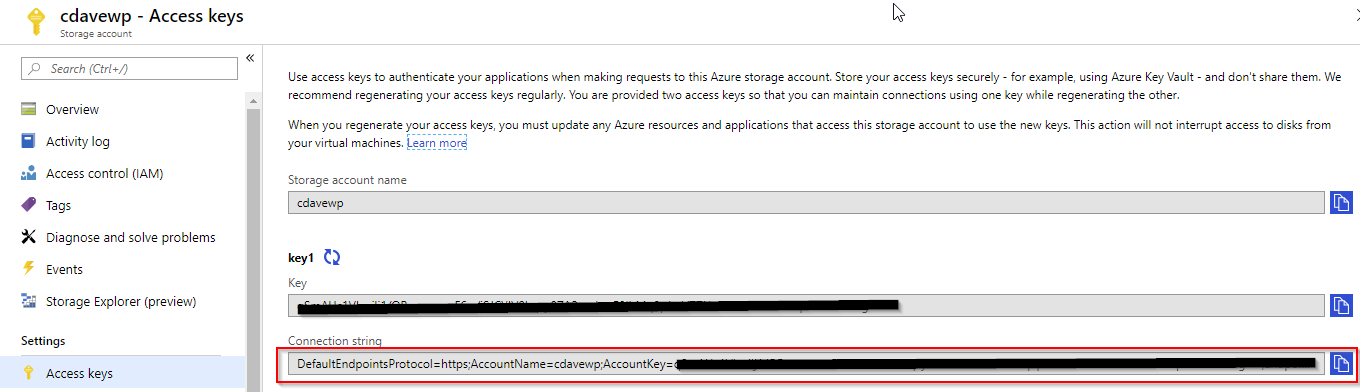 cdavewp - Access keys
Storage account
Search (Ctrl+/)
Overview
Activity log
Access control (IAM)
Tags
Diagnose and solve problems
Events
Storage Explorer (preview)
Settings
Access keys
Use access keys to authenticate your applications when making requests to this Azure storage account. Store your access keys securely - for example, using Azure Key Vault - and don't share them. We
recommend regenerating your access keys regularly. You are provided two access keys so that you can maintain connections using one key while regenerating the other.
When you regenerate your access keys, you must update any Azure resources and applications that access this storage account to use the new keys. This action will not interrupt access to disks from
your virtual machines. Learn more
Storage account name
cdavewp
key1
Key
Connection string
DefaultEndpointsProtocol=https;AccountName=cdavewp;AccountKey=